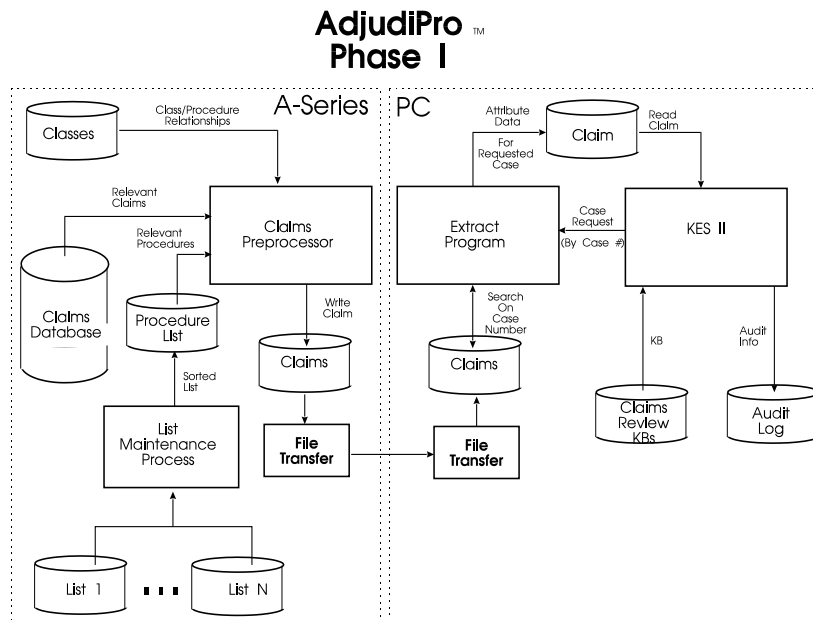 AdjudiPro ™
Phase I
A-Series
PC
Classes
Class/Procedure
Relationships
Relevant
Claims
Relevant
Procedures
Claims
Preprocessor
Claims
Database
Procedure
List
Write
Claim
Claims
Sorted
List
List
Maintenance
Process
File
Transfer
List 1
...
List N
Attribute
Data
For
Requested
Case
Claim
Read
Claim
Extract
Program
Case
Request
(By Case #)
KES II
Search
On
Case
Number
Claims
File
Transfer
KB
Audit
Info
Claims
Review
KBs
Audit
Log